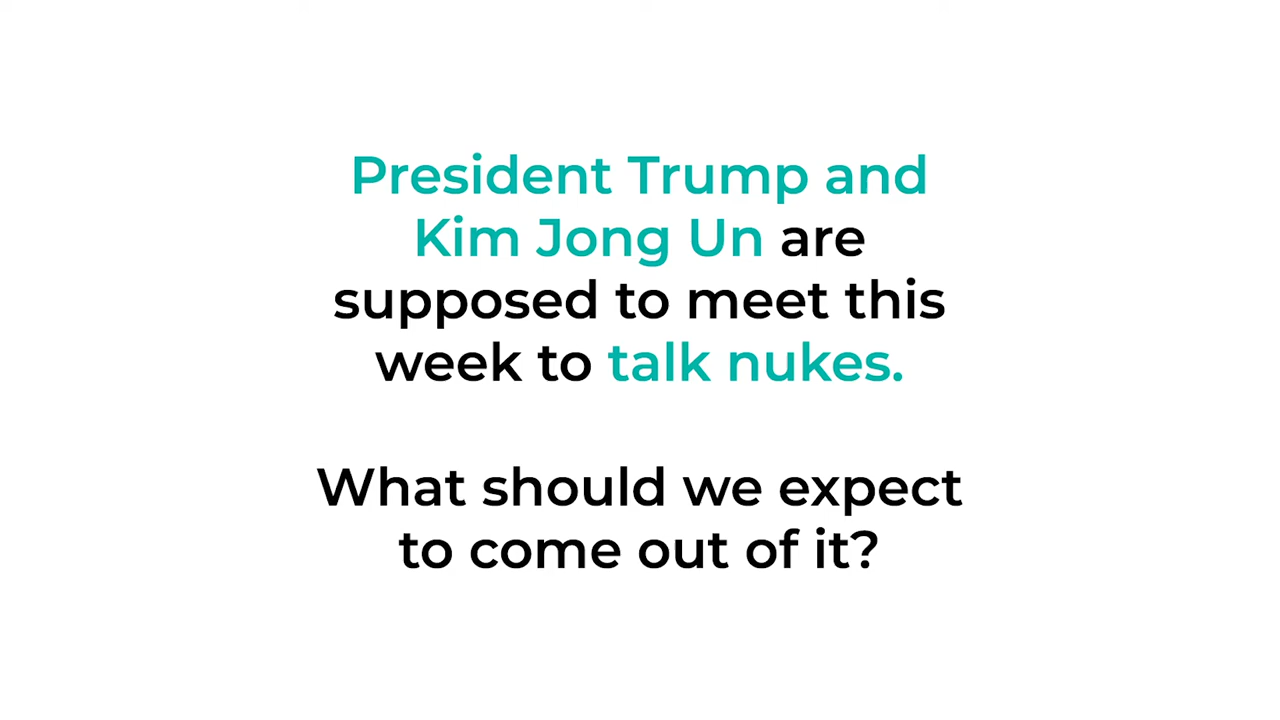 President Trump and
Kim Jong Un are
supposed to meet this
week to talk nukes.
What should we expect
to come out of it?